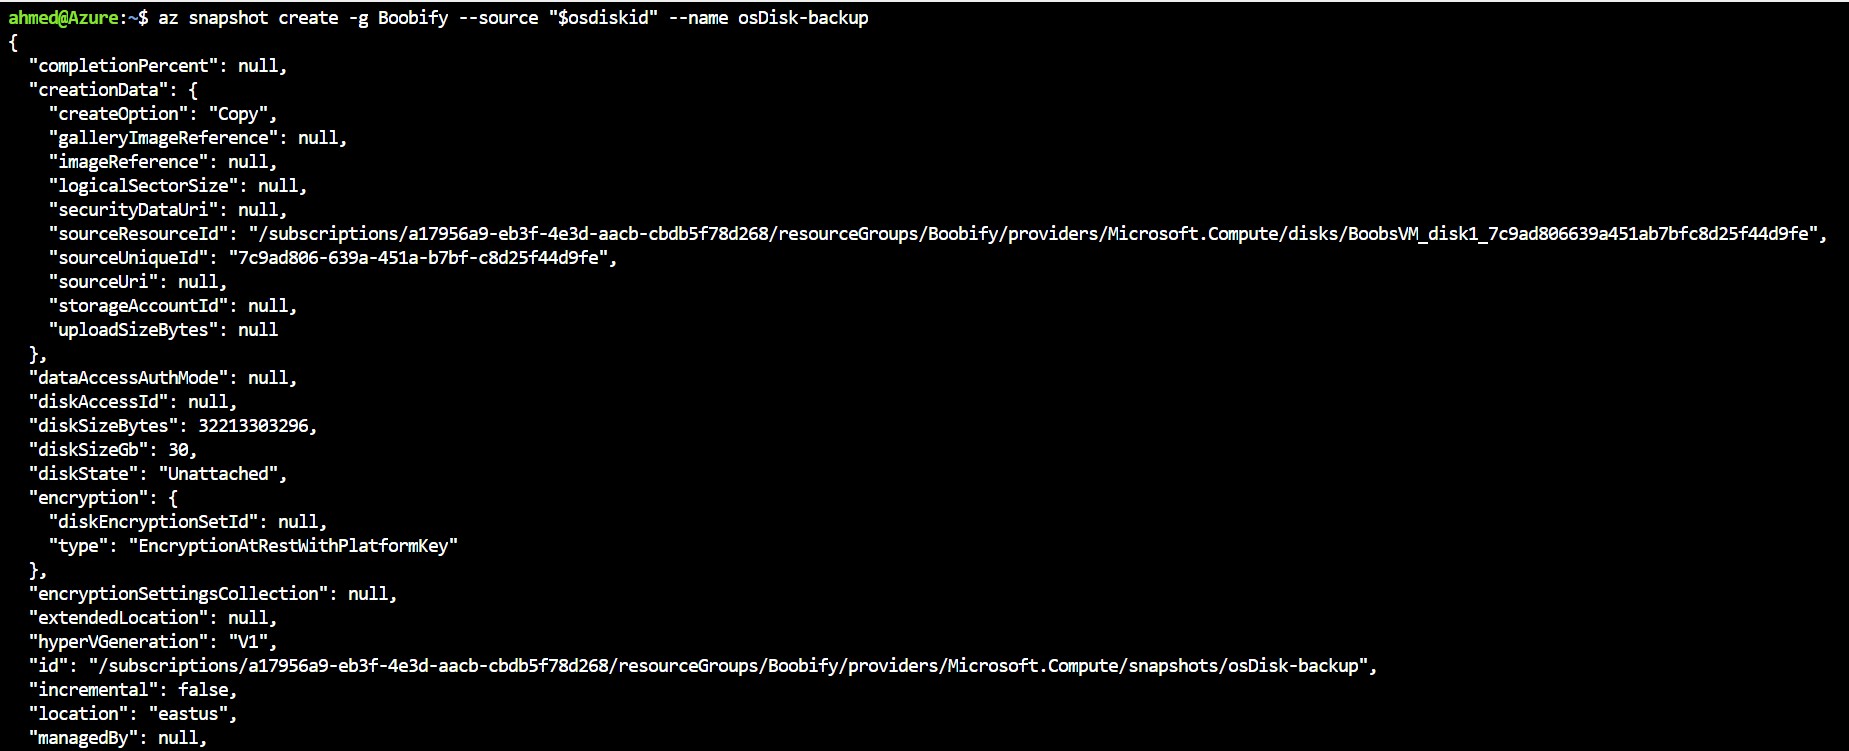 ahmed@Azure:~$ az snapshot create -g Boobify --source "$osdiskid" --name osDisk-backup
{
  "completionPercent": null,
  "creationData": {
    "createOption": "Copy",
    "galleryImageReference": null,
    "imageReference": null,
    "logicalSectorSize": null,
    "securityDataUri": null,
    "sourceResourceId": "/subscriptions/a17956a9-eb3f-4e3d-aacb-cbdb5f78d268/resourceGroups/Boobify/providers/Microsoft.Compute/disks/BoobsVM_disk1_7c9ad806639a451ab7bfc8d25f44d9fe",
    "sourceUniqueId": "7c9ad806-639a-451a-b7bf-c8d25f44d9fe",
    "sourceUri": null,
    "storageAccountId": null,
    "uploadSizeBytes": null
  },
  "dataAccessAuthMode": null,
  "diskAccessId": null,
  "diskSizeBytes": 32213303296,
  "diskSizeGb": 30,
  "diskState": "Unattached",
  "encryption": {
    "diskEncryptionSetId": null,
    "type": "EncryptionAtRestWithPlatformKey"
  },
  "encryptionSettingsCollection": null,
  "extendedLocation": null,
  "hyperVGeneration": "V1",
  "id": "/subscriptions/a17956a9-eb3f-4e3d-aacb-cbdb5f78d268/resourceGroups/Boobify/providers/Microsoft.Compute/snapshots/osDisk-backup",
  "incremental": false,
  "location": "eastus",
  "managedBy": null,